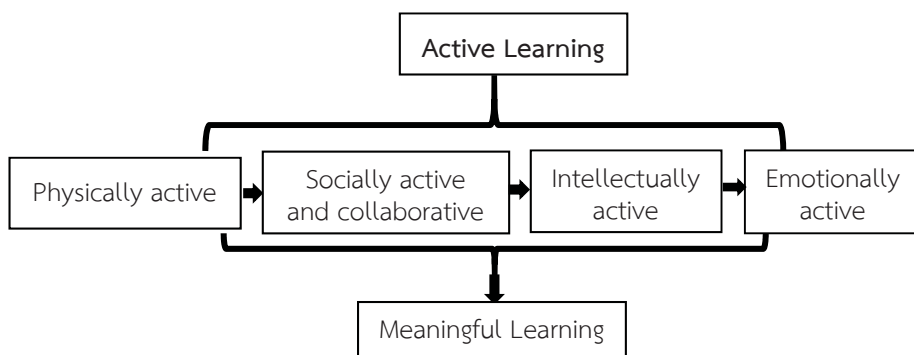 Active Learning
Physically active
Socially active
and collaborative
Intellectually
active
Emotionally
active
Meaningful Learning